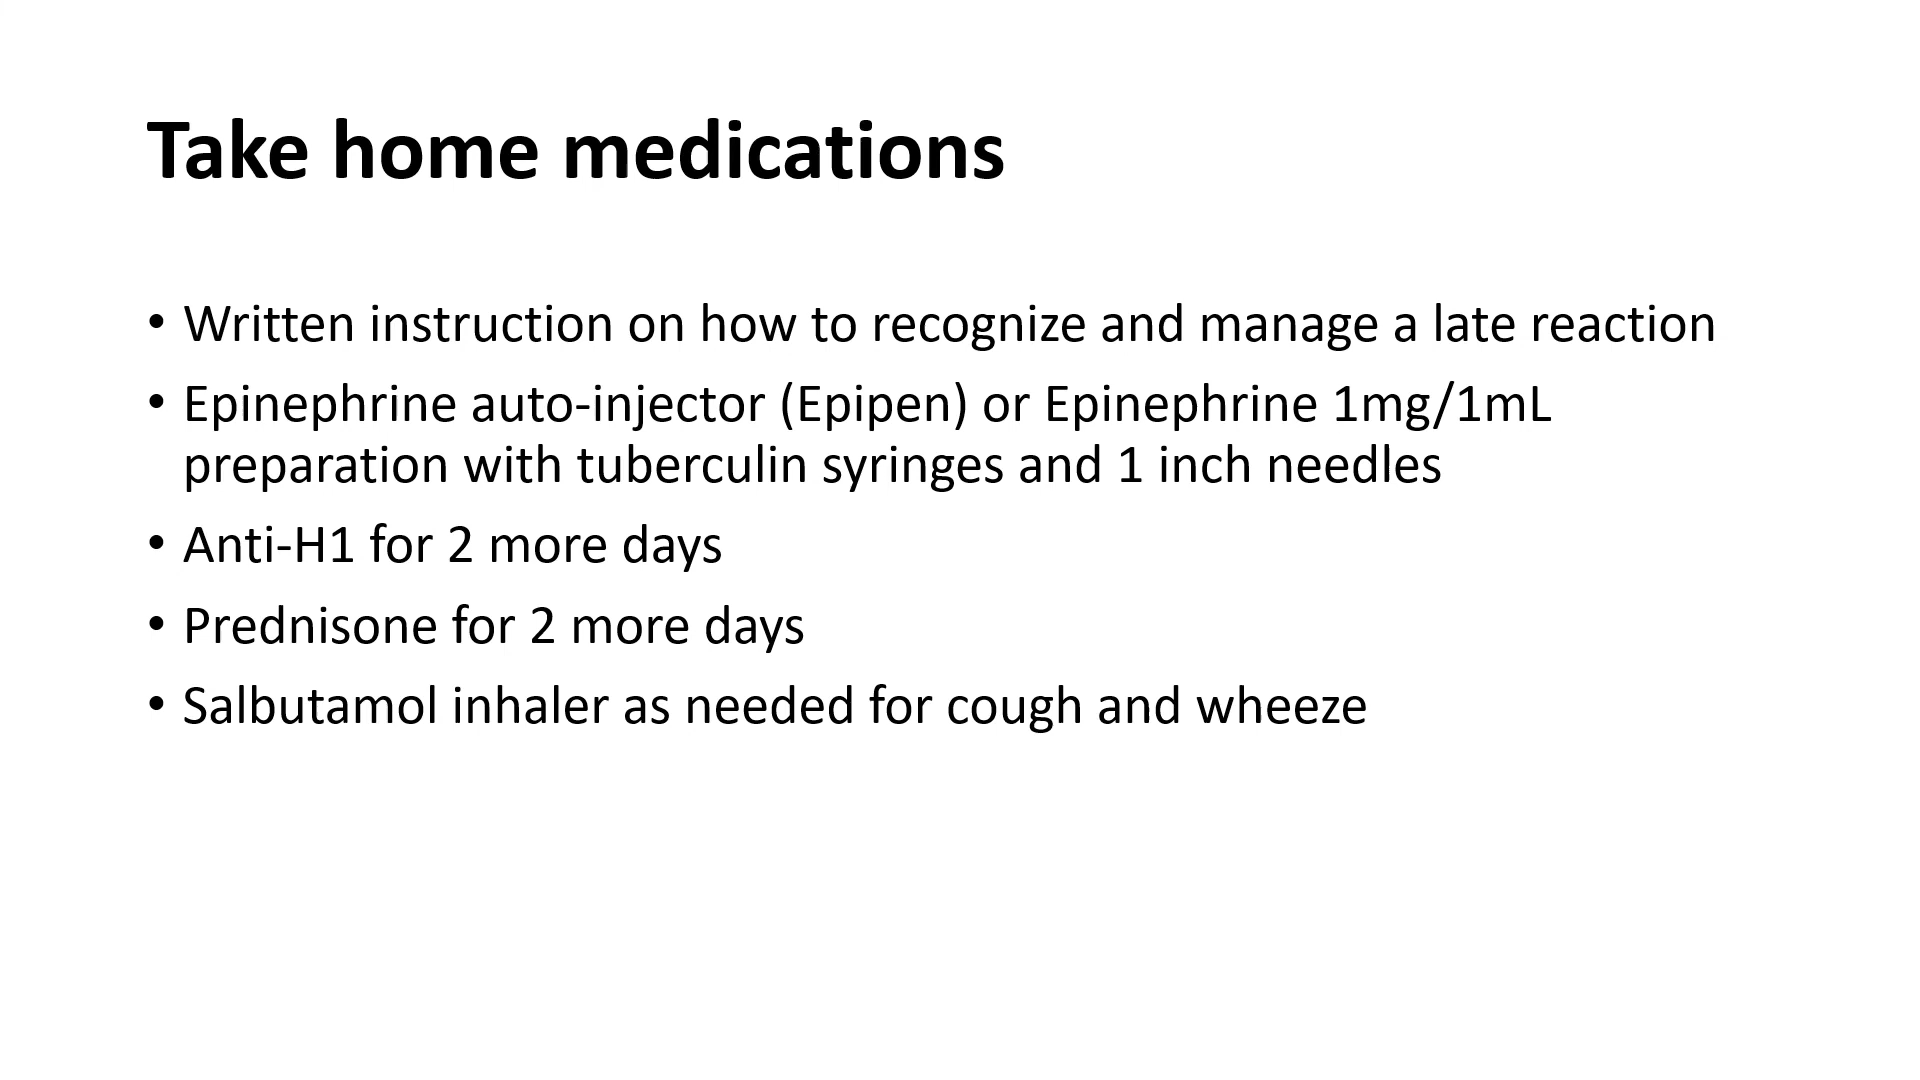 Take home medications
• Written instruction on how to recognize and manage a late reaction
• Epinephrine auto-injector (Epipen) or Epinephrine 1mg/1mL
preparation with tuberculin syringes and 1 inch needles
• Anti-H1 for 2 more days
• Prednisone for 2 more days
• Salbutamol inhaler as needed for cough and wheeze